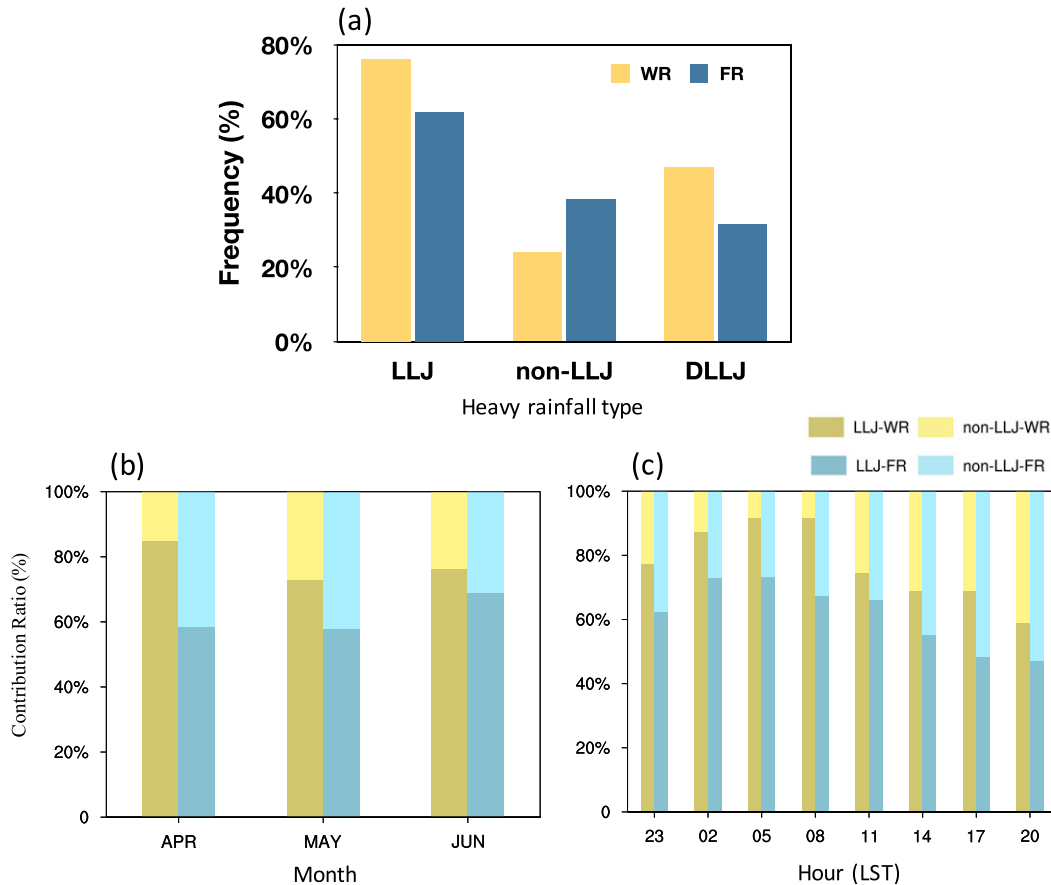 (a)
80%
60%
40%
20%
0%
Frequency (%)
WR FR
LLJ non-LLJ DLLJ
Heavy rainfall type
LLJ-WR non-LLJ-WR
LLJ-FR non-LLJ-FR
(b)
100%
80%
60%
40%
20%
0
Contribution Ratio (%)
APR MAY JUN
Month
(c)
100%
80%
60%
40%
20%
0
23 02 05 08 11 14 17 20
Hour (LST)